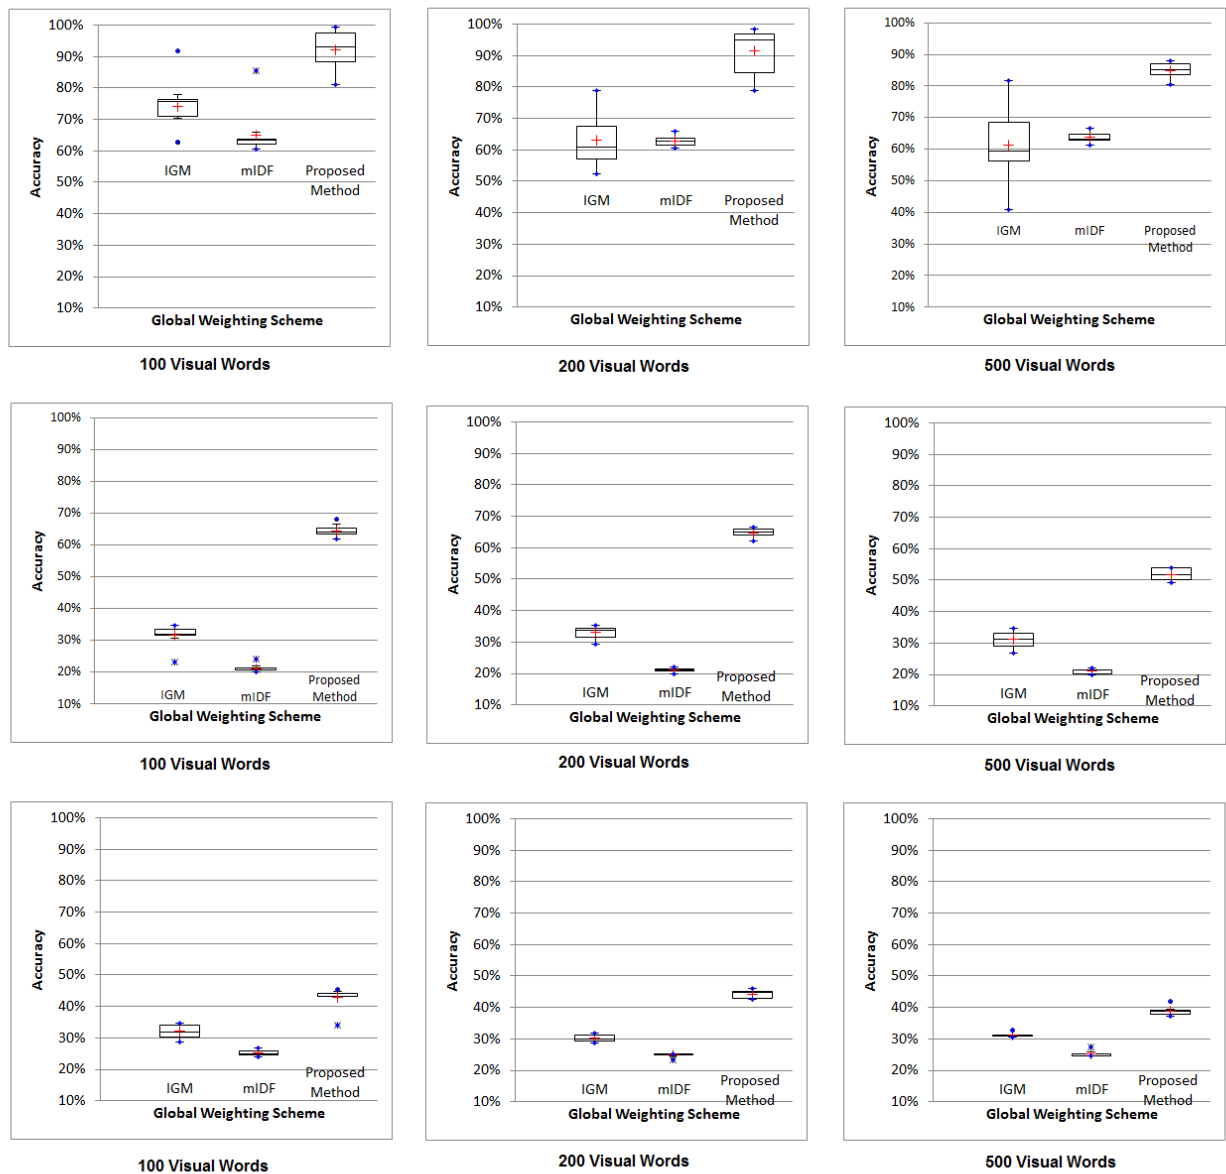 100%
90%
80%
70%
60%
50%
40%
30%
20%
10%
Accuracy
IGM
mIDF
Proposed
Method
Global Weighting Scheme
100 Visual Words
100%
90%
80%
70%
60%
50%
40%
30%
20%
10%
Accuracy
IGM
mIDF
Proposed
Method
Global Weighting Scheme
200 Visual Words
100%
90%
80%
70%
60%
50%
40%
30%
20%
10%
Accuracy
IGM
mIDF
Proposed
Method
Global Weighting Scheme
500 Visual Words
100%
90%
80%
70%
60%
50%
40%
30%
20%
10%
Accuracy
IGM
mIDF
Proposed
Method
Global Weighting Scheme
100 Visual Words
100%
90%
80%
70%
60%
50%
40%
30%
20%
10%
Accuracy
IGM
mIDF
Proposed
Method
Global Weighting Scheme
200 Visual Words
100%
90%
80%
70%
60%
50%
40%
30%
20%
10%
Accuracy
IGM
mIDF
Proposed
Method
Global Weighting Scheme
500 Visual Words
100%
90%
80%
70%
60%
50%
40%
30%
20%
10%
Accuracy
IGM
mIDF
Proposed
Method
Global Weighting Scheme
100 Visual Words
100%
90%
80%
70%
60%
50%
40%
30%
20%
10%
Accuracy
IGM
mIDF
Proposed
Method
Global Weighting Scheme
200 Visual Words
100%
90%
80%
70%
60%
50%
40%
30%
20%
10%
Accuracy
IGM
mIDF
Proposed
Method
Global Weighting Scheme
500 Visual Words